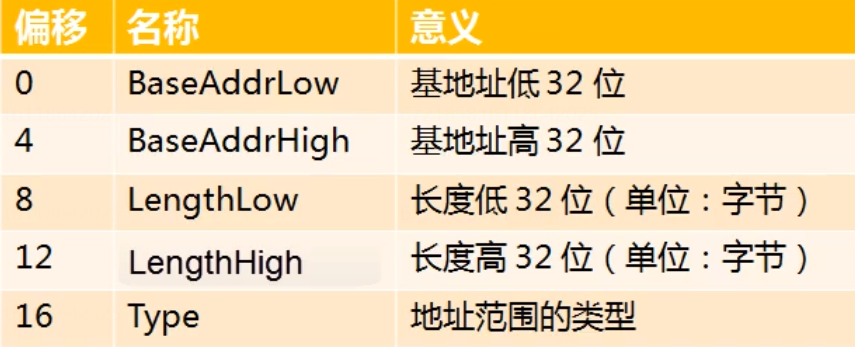 偏移 名称 意义
0 BaseAddrLow 基地址低 32 位
4 BaseAddrHigh 基地址高 32 位
8 LengthLow 长度低 32 位（单位：字节）
12 LengthHigh 长度高 32 位（单位：字节）
16 Type 地址范围的类型